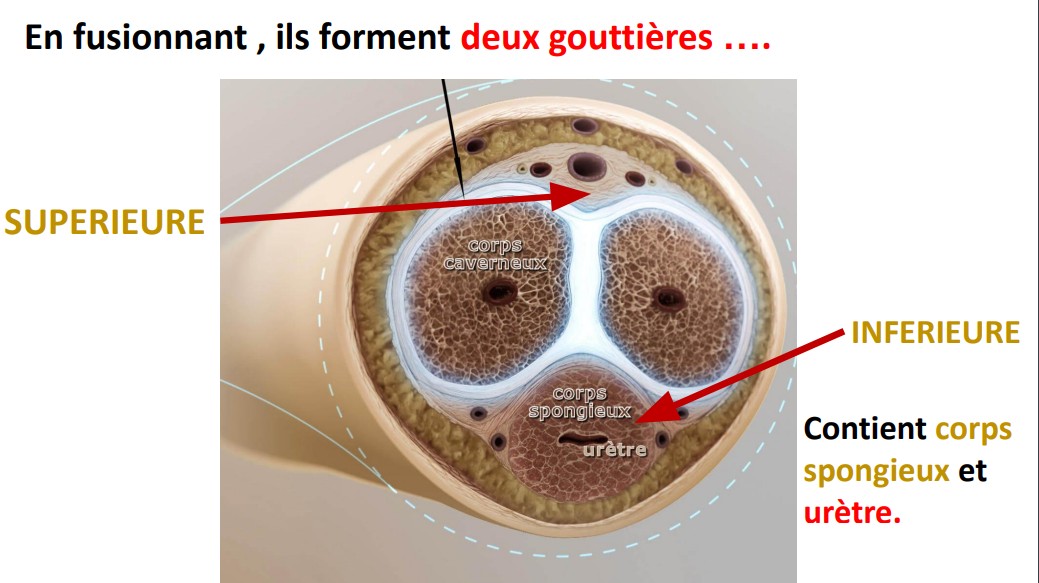 En fusionnant , ils forment deux gouttières ....
SUPERIEURE
corps
caverneux
INFERIEURE
corps
spongieux
urètre
Contient corps
spongieux et
urètre.